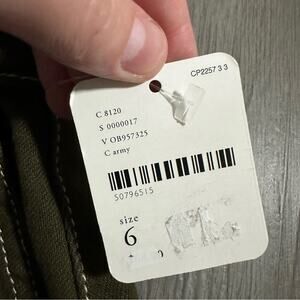 CP2257 3 3
C 8120
S 0000017
V OB957325
C army
50796515
size
6